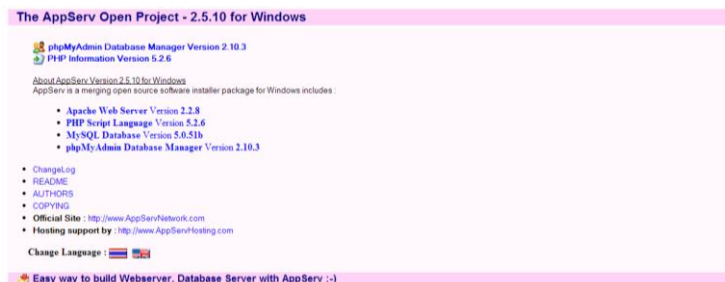 The AppServ Open Project - 2.5.10 for Windows
phpMyAdmin Database Manager Version 2.10.3
PHP Information Version 5.2.6
About AppServ Version 2.5.10 for Windows
AppServ is a merging open source software installer package for Windows includes :
Apache Web Server Version 2.2.8
PHP Script Language Version 5.2.6
MySQL Database Version 5.0.51b
phpMyAdmin Database Manager Version 2.10.3
ChangeLog
README
AUTHORS
COPYING
Official Site : http://www.AppServNetwork.com
Hosting support by : http://www.AppServHosting.com
Change Language :
Easy way to build Webserver, Database Server with AppServ :-)